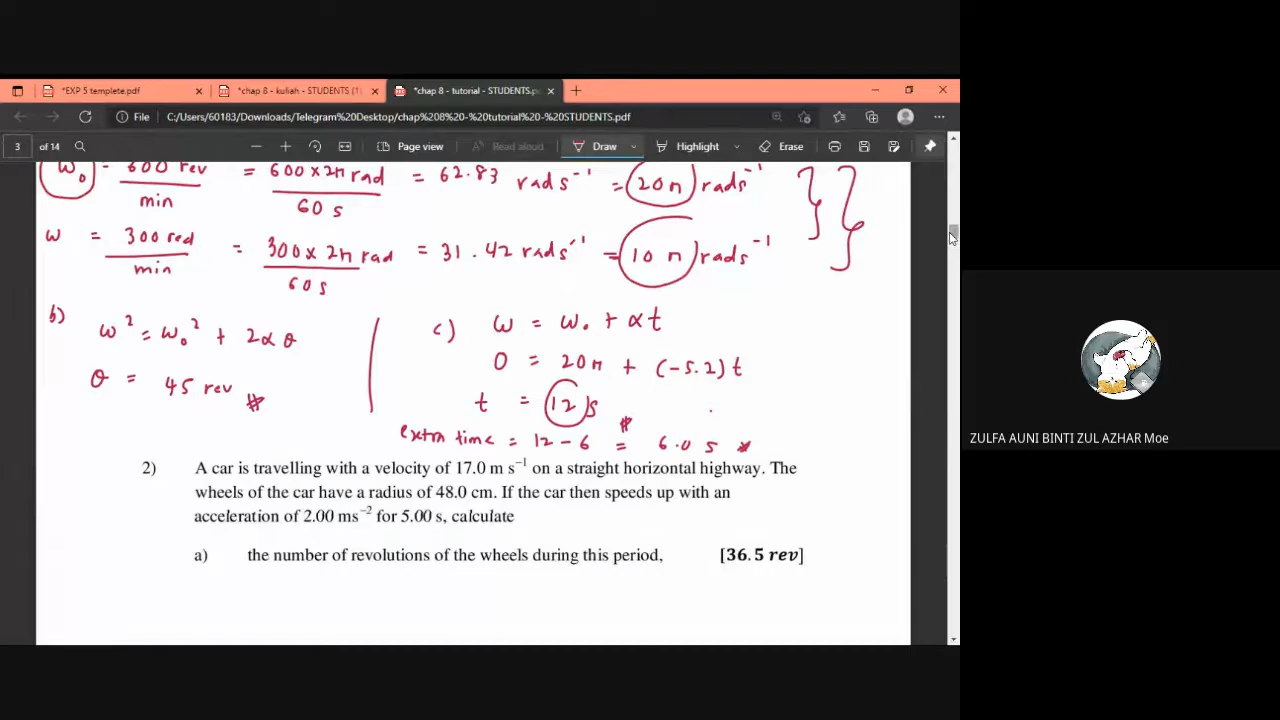 *EXP 5 templete.pdf
*chap 8 - kuliah - STUDENTS (1)
*chap 8 - tutorial - STUDENTS.p
File C:/Users/60183/Downloads/Telegram%20Desktop/chap%208%20-%20tutorial%20-%20STUDENTS.pdf
3 of 14 Page view Read aloud Draw Highlight Erase
ω₀ = 600 rev / min = 600 x 2π rad / 60 s = 62.83 rad s⁻¹ = 20π rad s⁻¹
ω = 300 red / min = 300 x 2π rad / 60 s = 31.42 rad s⁻¹ = 10 π rad s⁻¹
b) ω² = ω₀² + 2αθ
θ = 45 rev #
c) ω = ω₀ + αt
0 = 20π + (-5.2) t
t = 12 s #
extra time = 12 - 6 = 6.0 s
2) A car is travelling with a velocity of 17.0 m s⁻¹ on a straight horizontal highway. The
wheels of the car have a radius of 48.0 cm. If the car then speeds up with an
acceleration of 2.00 ms⁻² for 5.00 s, calculate
a) the number of revolutions of the wheels during this period, [36.5 rev]
ZULFA AUNI BINTI ZUL AZHAR Moe